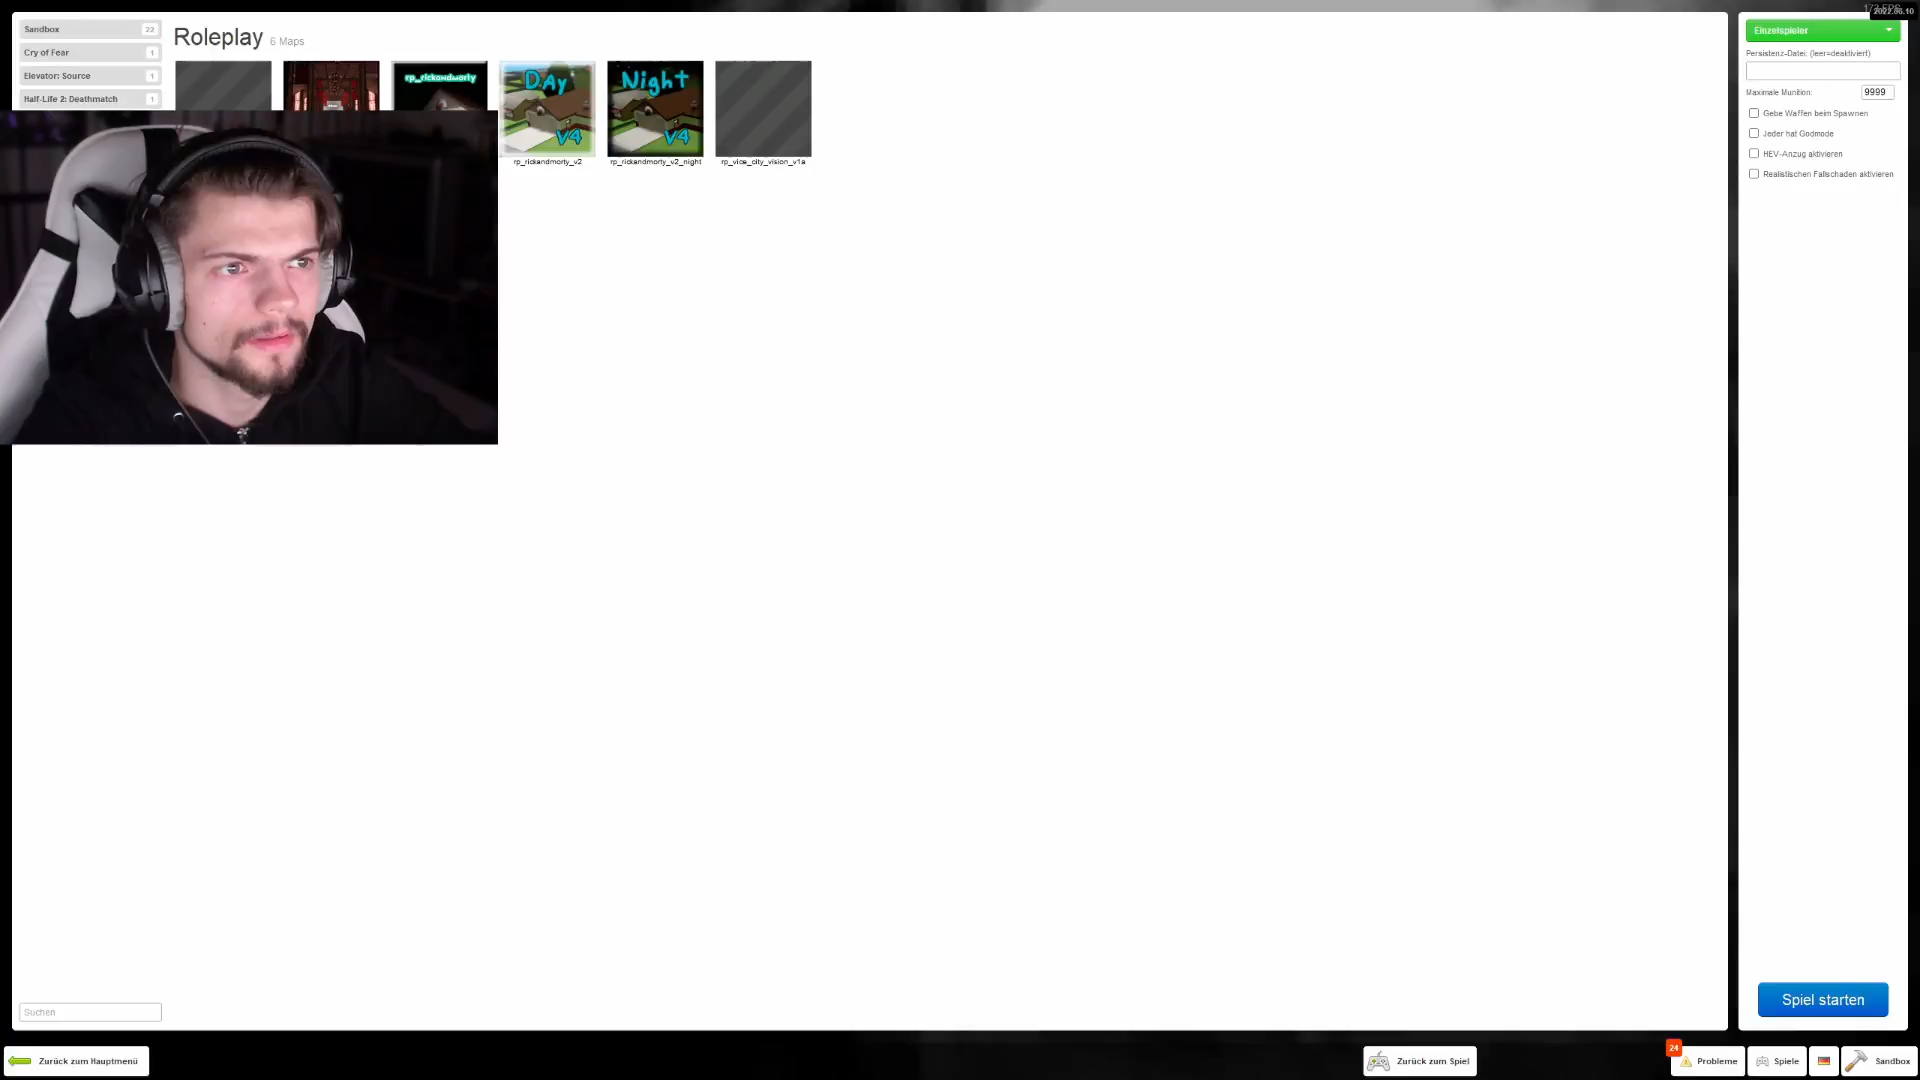 Sandbox 22
Cry of Fear 1
Elevator: Source 1
Half-Life 2: Deathmatch 1
Roleplay 6 Maps
rp_rickandmorty
DAy
V4
Night
V4
rp_rickandmorty_v2
rp_rickandmorty_v2_night
rp_vice_city_vision_v1a
2022.06.10
Einzelspieler
Persistenz-Datei: (leer=deaktiviert)
Maximale Munition: 9999
Gebe Waffen beim Spawnen
Jeder hat Godmode
HEV-Anzug aktivieren
Realistischen Fallschaden aktivieren
Spiel starten
Suchen
Zurück zum Hauptmenü
Zurück zum Spiel
24
Probleme
Spiele
Sandbox